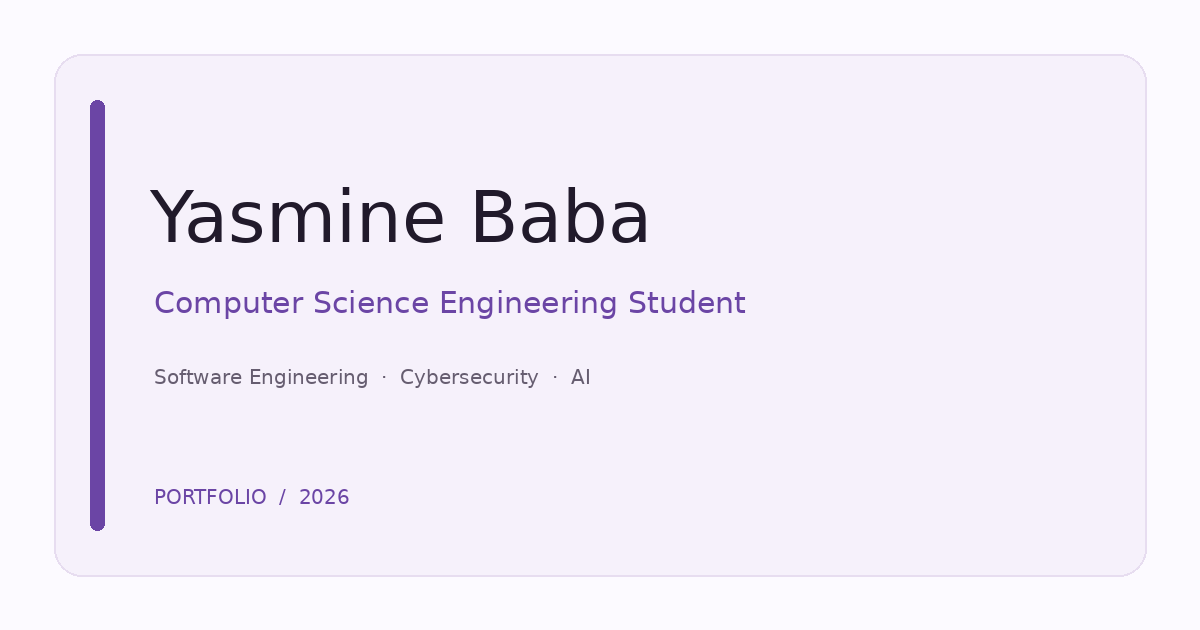 Yasmine Baba
Computer Science Engineering Student
Software Engineering · Cybersecurity · AI
PORTFOLIO / 2026